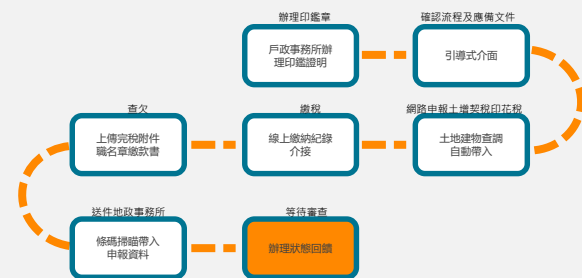 辦理印鑑章
確認流程及應備文件
戶政事務所辦
理印鑑證明
引導式介面
查欠
繳稅
網路申報土增契稅印花稅
上傳完稅附件
職名章繳款書
線上繳納紀錄
介接
土地建物查調
自動帶入
送件地政事務所
等待審查
條碼掃瞄帶入
申報資料
辦理狀態回饋